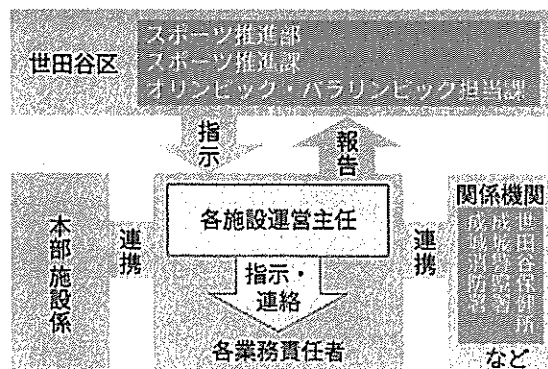 世田谷区
スポーツ推進部
スポーツ推進課
オリンピック・パラリンピック担当課
指示
報告
本部施設係
連携
各施設運営主任
指示・
連絡
各業務責任者
連携
関係機関
世田谷保健所
成城警察署
成城消防署
など